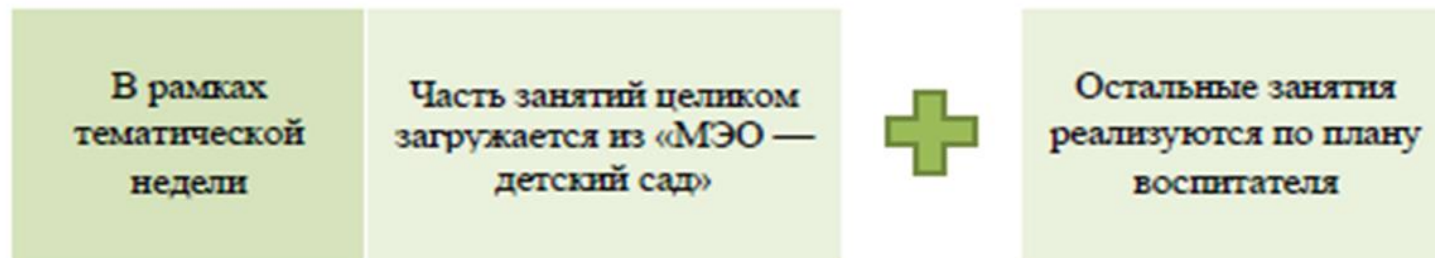 В рамках
тематической
недели
Часть занятий целиком
загружается из «МЭО —
детский сад»
Остальные занятия
реализуются по плану
воспитателя